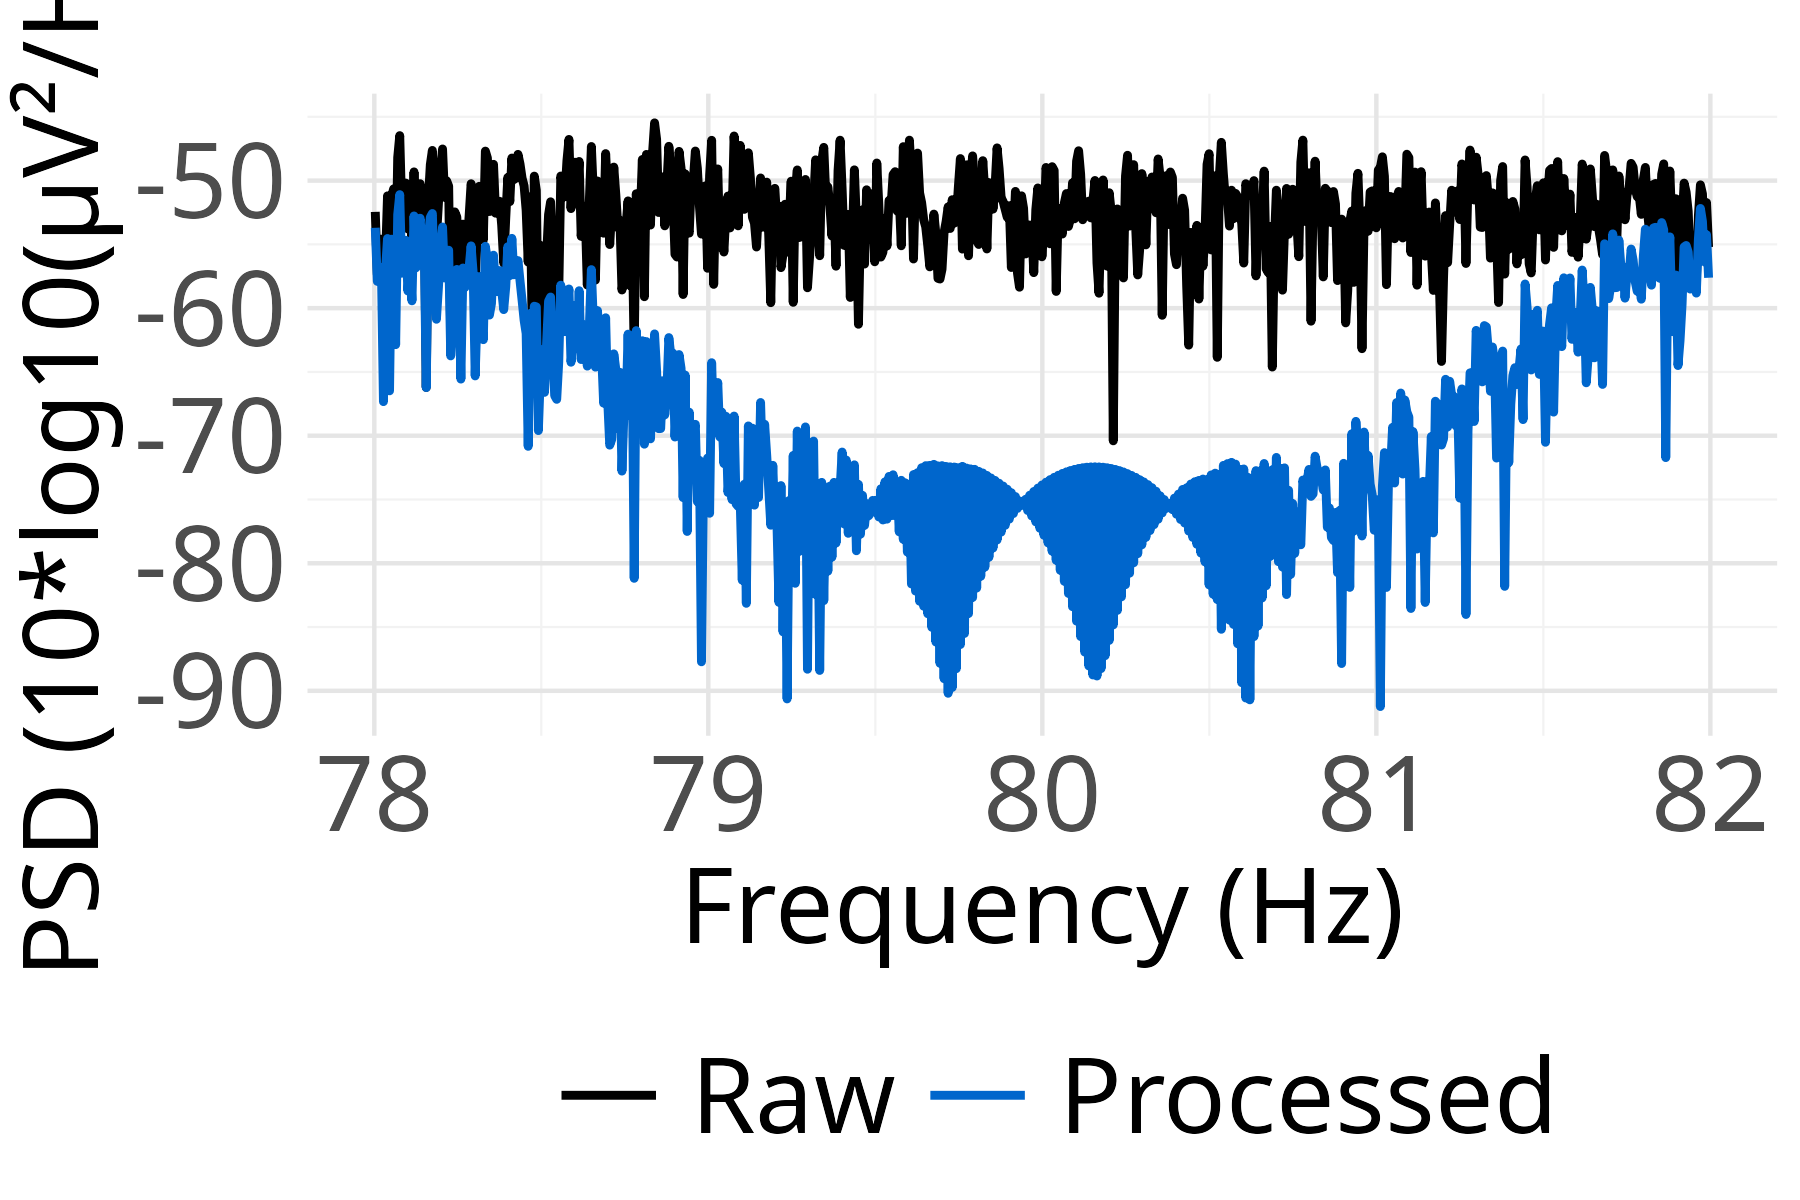 PSD (10*log10(µV²/H
-50
-60
-70
-80
-90
78 79 80 81 82
Frequency (Hz)
Raw Processed